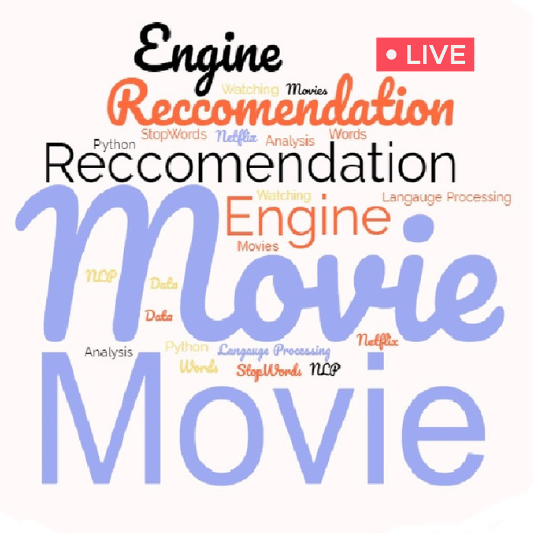 Engine
LIVE
Watching Movies
Reccomendation
StopWords Netflix Analysis Words
Python
Reccomendation
Watching Langauge Processing
Engine
Movies
Movie
NLP Data
Data
Netflix
Analysis Python Langauge Processing
Words StopWords NLP
Movie